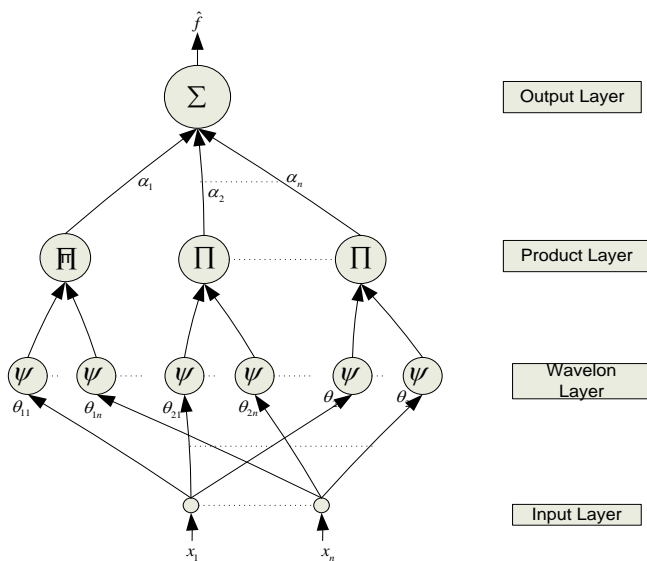 f̂
Σ
Output Layer
α₁
α₂
αₙ
∏
∏
Product Layer
ψ ψ ψ ψ ψ ψ
Wavelon
Layer
θ₁₁
θ₁ₙ
θ₂₁
θ₂ₙ
θ
θ
Input Layer
x₁
xₙ